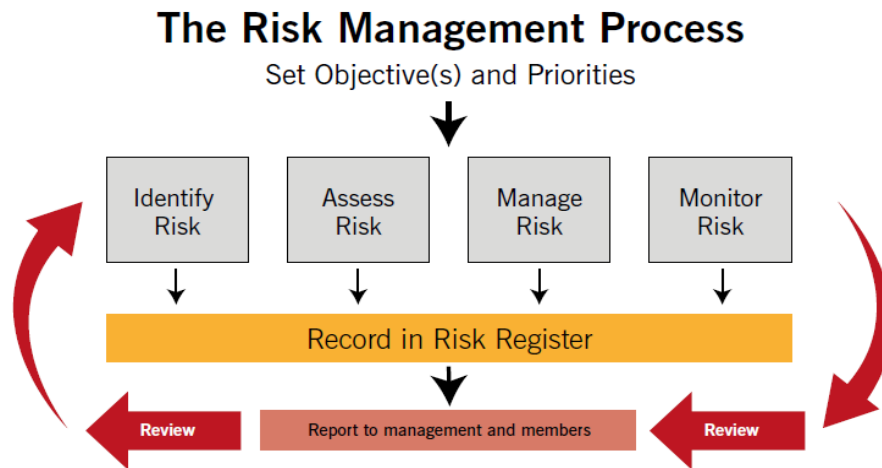 The Risk Management Process
Set Objective(s) and Priorities
Identify
Risk
Assess
Risk
Manage
Risk
Monitor
Risk
Record in Risk Register
Review
Report to management and members
Review